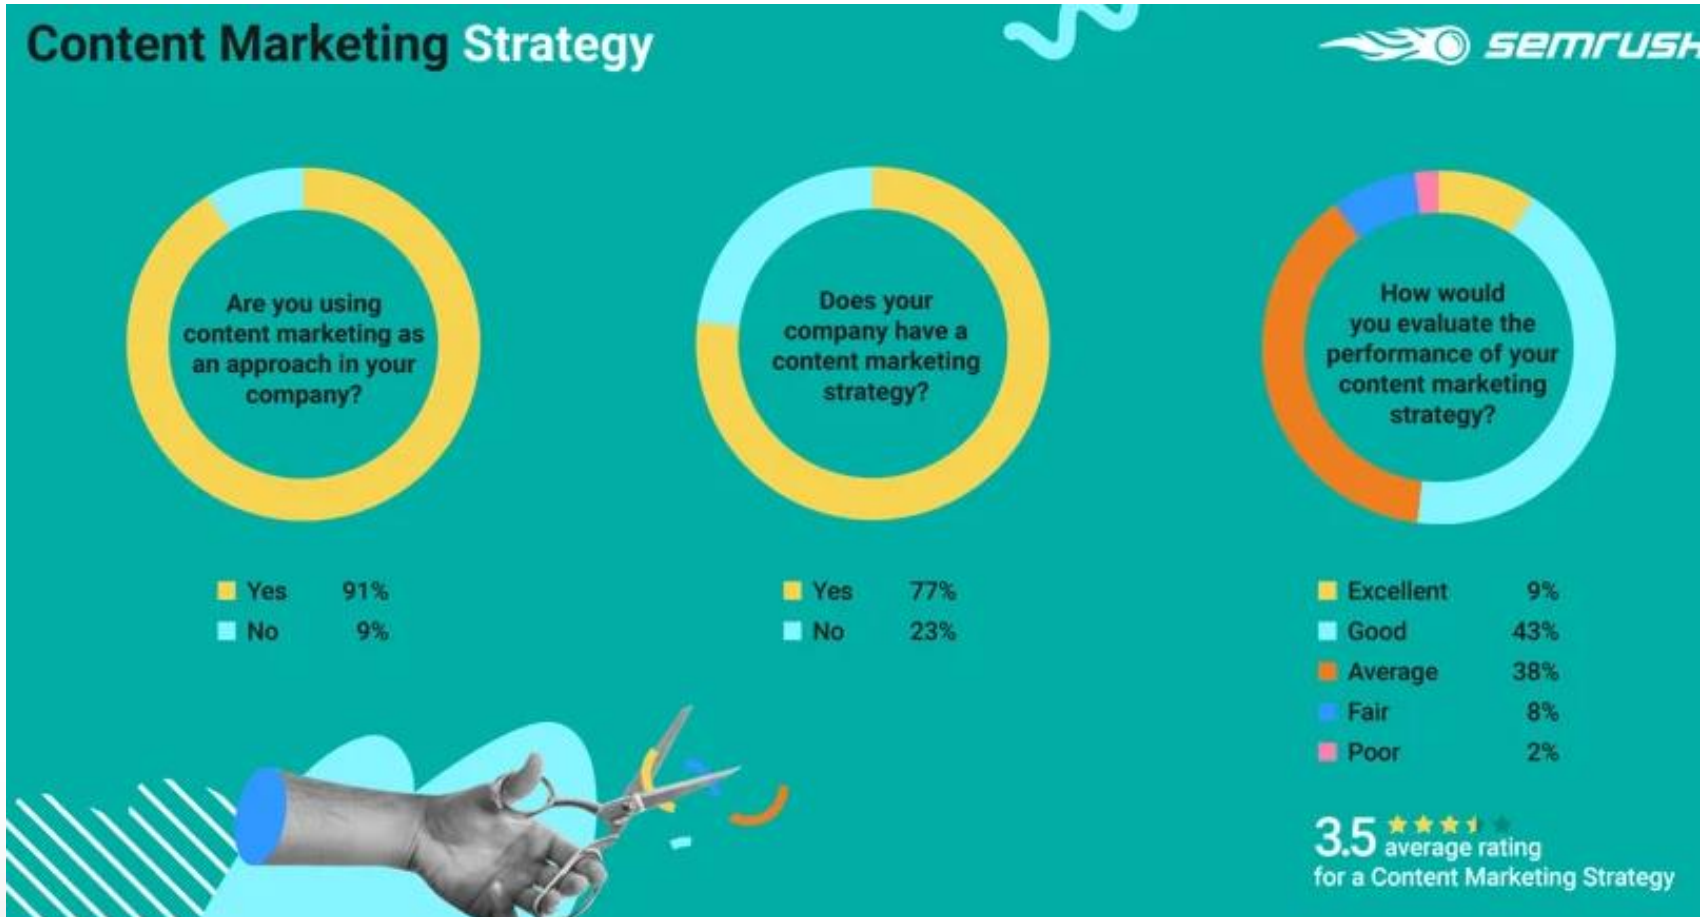 Content Marketing Strategy
semrush
Are you using
content marketing as
an approach in your
company?
Yes 91%
No 9%
Does your
company have a
content marketing
strategy?
Yes 77%
No 23%
How would
you evaluate the
performance of your
content marketing
strategy?
Excellent 9%
Good 43%
Average 38%
Fair 8%
Poor 2%
3.5 average rating
for a Content Marketing Strategy